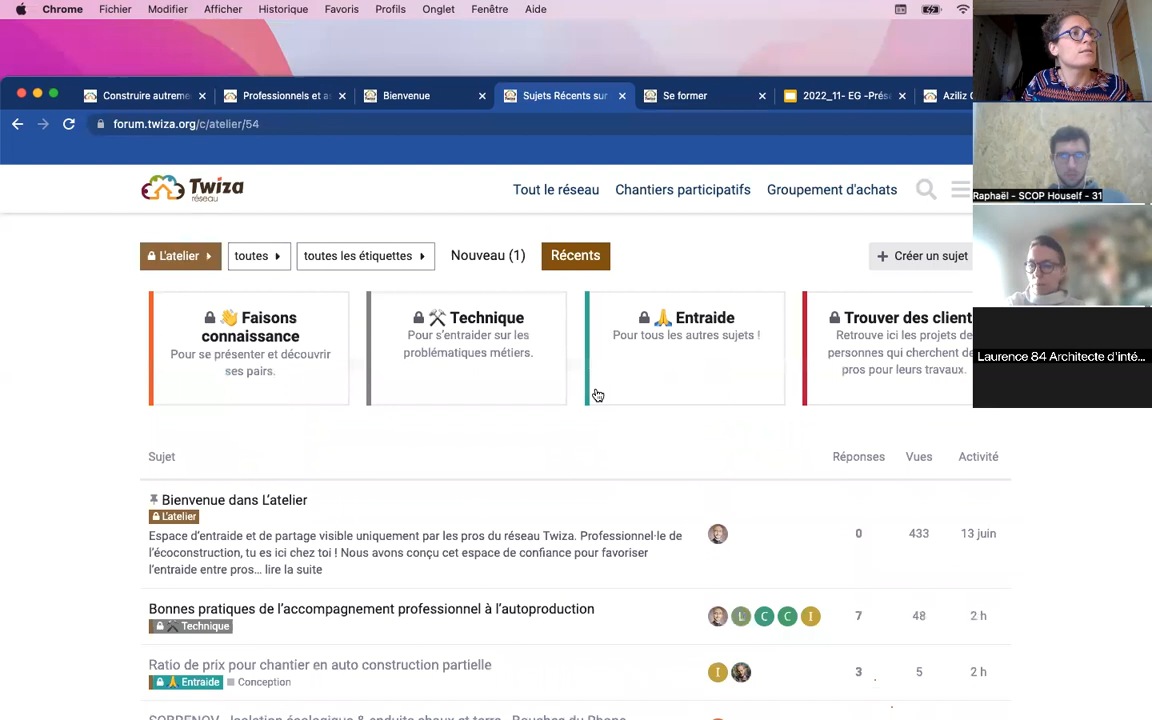 Chrome Fichier Modifier Afficher Historique Favoris Profils Onglet Fenêtre Aide
Construire autreme
Professionnels et a
Bienvenue
Sujets Récents sur
Se former
2022_11- EG -Prés
Aziliz
forum.twiza.org/c/atelier/54
Twiza
réseau
Tout le réseau Chantiers participatifs Groupement d'achats
L'atelier
toutes
toutes les étiquettes
Nouveau (1)
Récents
+ Créer un sujet
👋 Faisons
connaissance
Pour se présenter et découvrir
ses pairs.
⚒ Technique
Pour s'entraider sur les
problématiques métiers.
🙏 Entraide
Pour tous les autres sujets !
Trouver des client
Retrouve ici les projets de
personnes qui cherchent de
pros pour leurs travaux.
Sujet Réponses Vues Activité
Bienvenue dans L'atelier
L'atelier
Espace d'entraide et de partage visible uniquement par les pros du réseau Twiza. Professionnel·le de
l'écoconstruction, tu es ici chez toi ! Nous avons conçu cet espace de confiance pour favoriser
l'entraide entre pros… lire la suite
0 433 13 juin
Bonnes pratiques de l'accompagnement professionnel à l'autoproduction
⚒ Technique
L C C I
7 48 2 h
Ratio de prix pour chantier en auto construction partielle
🙏 Entraide Conception
I
3 5 2 h
Raphaël - SCOP Houself - 31
Laurence 84 Architecte d'inté...